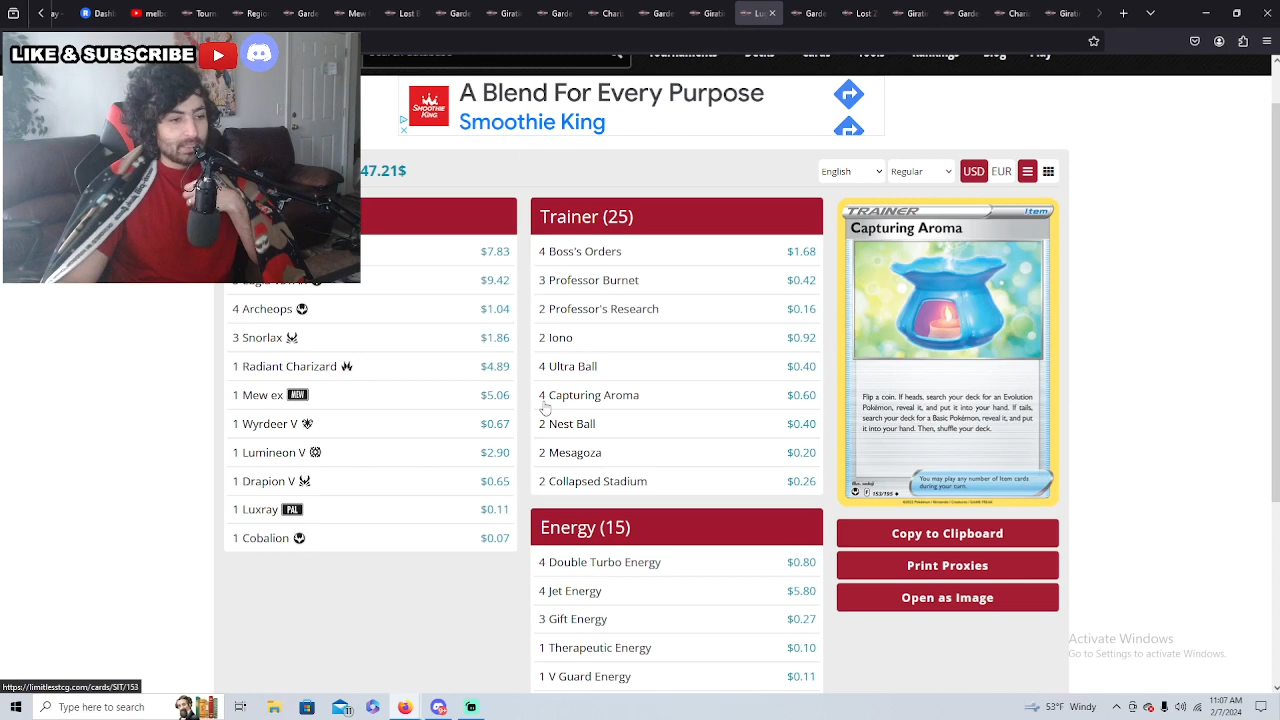 LIKE & SUBSCRIBE
A Blend For Every Purpose
SMOOTHIE KING
Smoothie King
47.21$
English
Regular
USD
EUR
$7.83
$9.42
4 Archeops $1.04
3 Snorlax $1.86
1 Radiant Charizard $4.89
1 Mew ex MEW $5.06
1 Wyrdeer V $0.67
1 Lumineon V $2.90
1 Drapion V $0.65
1 Luxray PAL $0.11
1 Cobalion $0.07
Trainer (25)
4 Boss's Orders $1.68
3 Professor Burnet $0.42
2 Professor's Research $0.16
2 Iono $0.92
4 Ultra Ball $0.40
4 Capturing Aroma $0.60
2 Nest Ball $0.40
2 Mesagoza $0.20
2 Collapsed Stadium $0.26
Energy (15)
4 Double Turbo Energy $0.80
4 Jet Energy $5.80
3 Gift Energy $0.27
1 Therapeutic Energy $0.10
1 V Guard Energy $0.11
TRAINER Item
Capturing Aroma
Flip a coin. If heads, search your deck for an Evolution
Pokémon, reveal it, and put it into your hand. If tails,
search your deck for a Basic Pokémon, reveal it, and put
it into your hand. Then, shuffle your deck.
You may play any number of Item cards
during your turn.
153/195
Copy to Clipboard
Print Proxies
Open as Image
Activate Windows
Go to Settings to activate Windows.
https://limitlesstcg.com/cards/SIT/153
Type here to search
53°F Windy
11:07 AM
2/7/2024